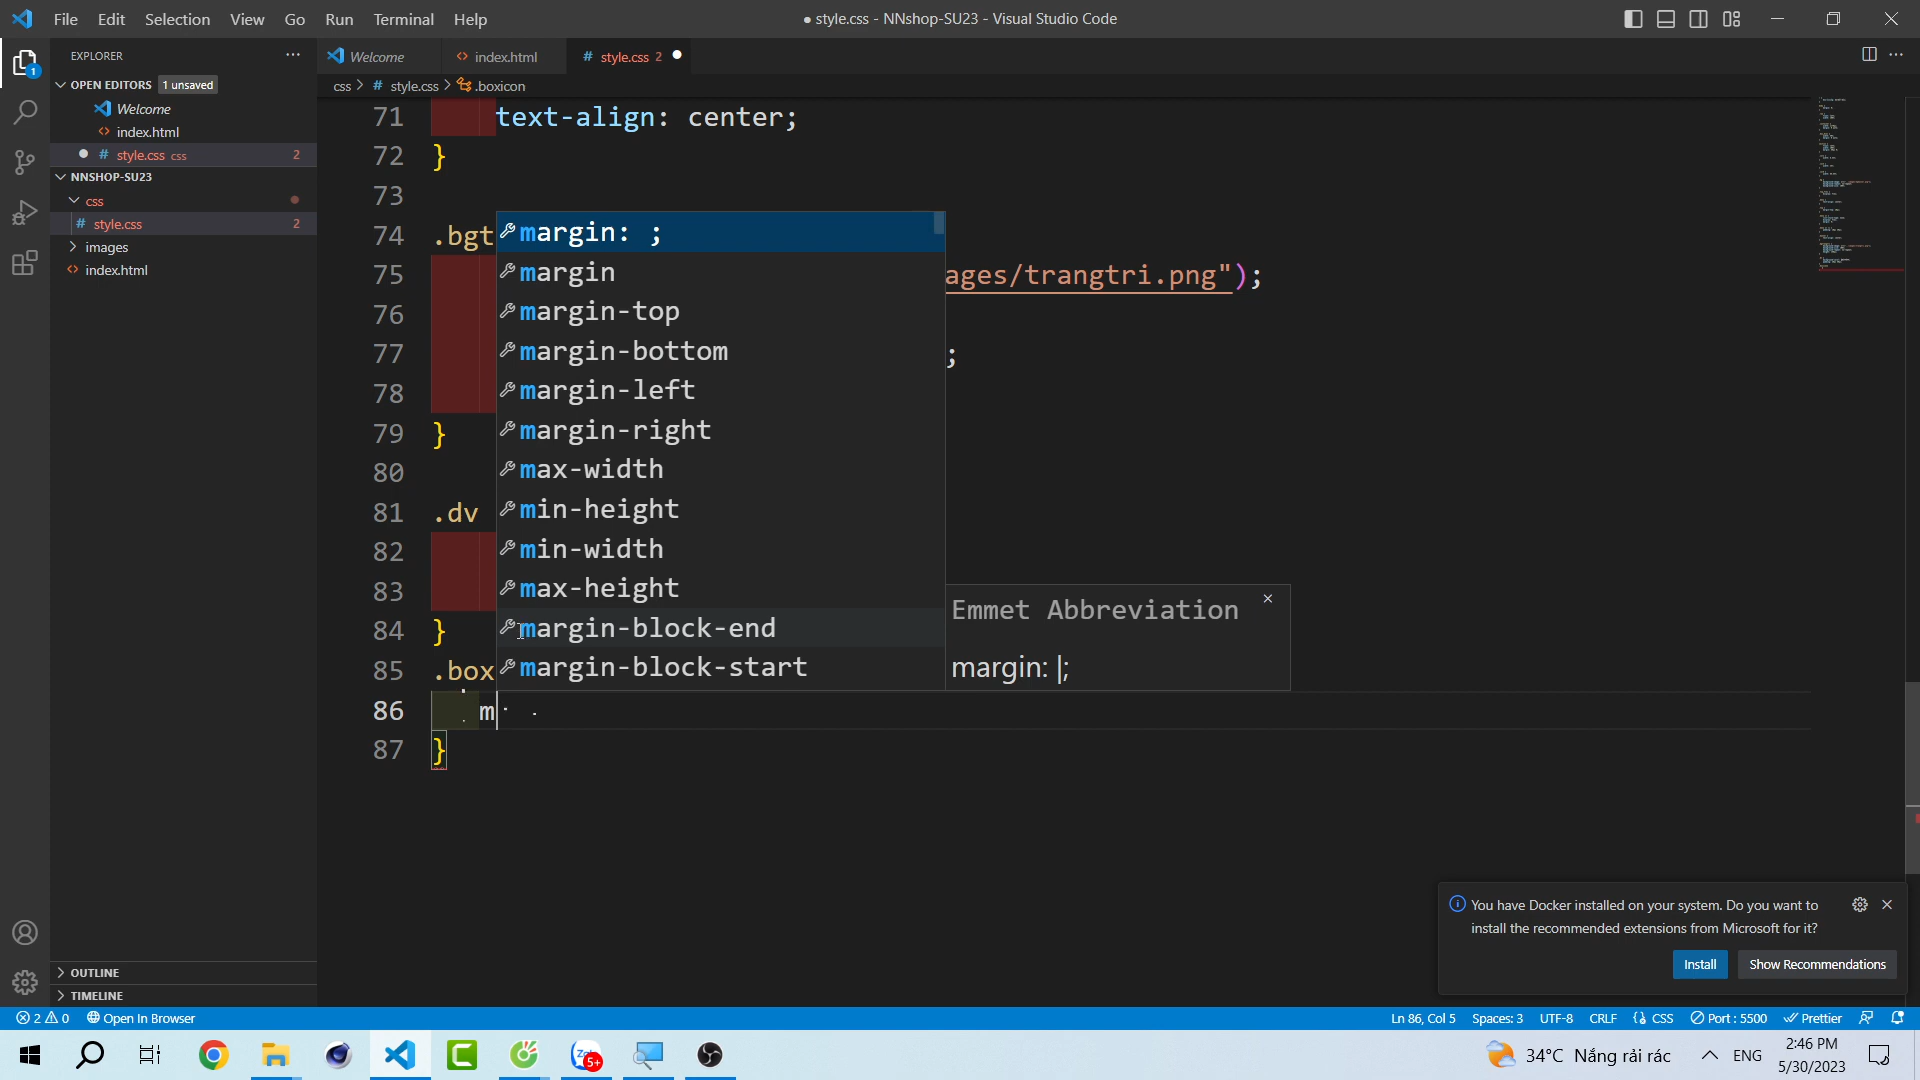 File Edit Selection View Go Run Terminal Help
● style.css - NNshop-SU23 - Visual Studio Code
EXPLORER
Welcome
index.html
# style.css 2
OPEN EDITORS 1 unsaved
css > # style.css > .boxicon
Welcome
index.html
# style.css css 2
NNSHOP-SU23
css
# style.css 2
images
index.html
71 text-align: center;
72 }
73
74 .bgt
75 ages/trangtri.png");
76
77 ;
78
79 }
80
81 .dv
82
83
84 }
85 .box
86 m
87 }
margin: ;
margin
margin-top
margin-bottom
margin-left
margin-right
max-width
min-height
min-width
max-height
margin-block-end
margin-block-start
Emmet Abbreviation
margin: |;
You have Docker installed on your system. Do you want to
install the recommended extensions from Microsoft for it?
Install Show Recommendations
OUTLINE
TIMELINE
2 0 Open In Browser
Ln 86, Col 5 Spaces: 3 UTF-8 CRLF {} CSS Port : 5500 Prettier
5+
34°C Nắng rải rác
ENG
2:46 PM
5/30/2023